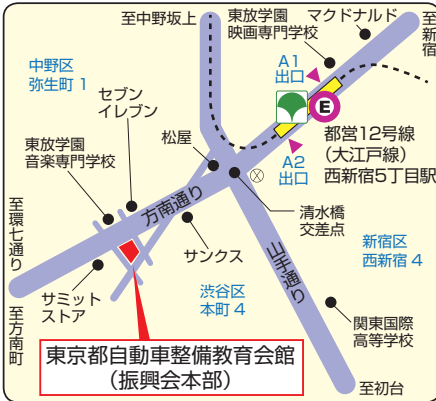 至中野坂上
東放学園
映画専門学校
マクドナルド
至新宿
中野区
弥生町 1
A1
出口
セブン
イレブン
E
東放学園
音楽専門学校
松屋
都営12号線
(大江戸線)
西新宿5丁目駅
A2
出口
至環七通り
方南通り
清水橋
交差点
サンクス
山手通り
新宿区
西新宿 4
サミット
ストア
渋谷区
本町 4
至方南町
関東国際
高等学校
東京都自動車整備教育会館
(振興会本部)
至初台